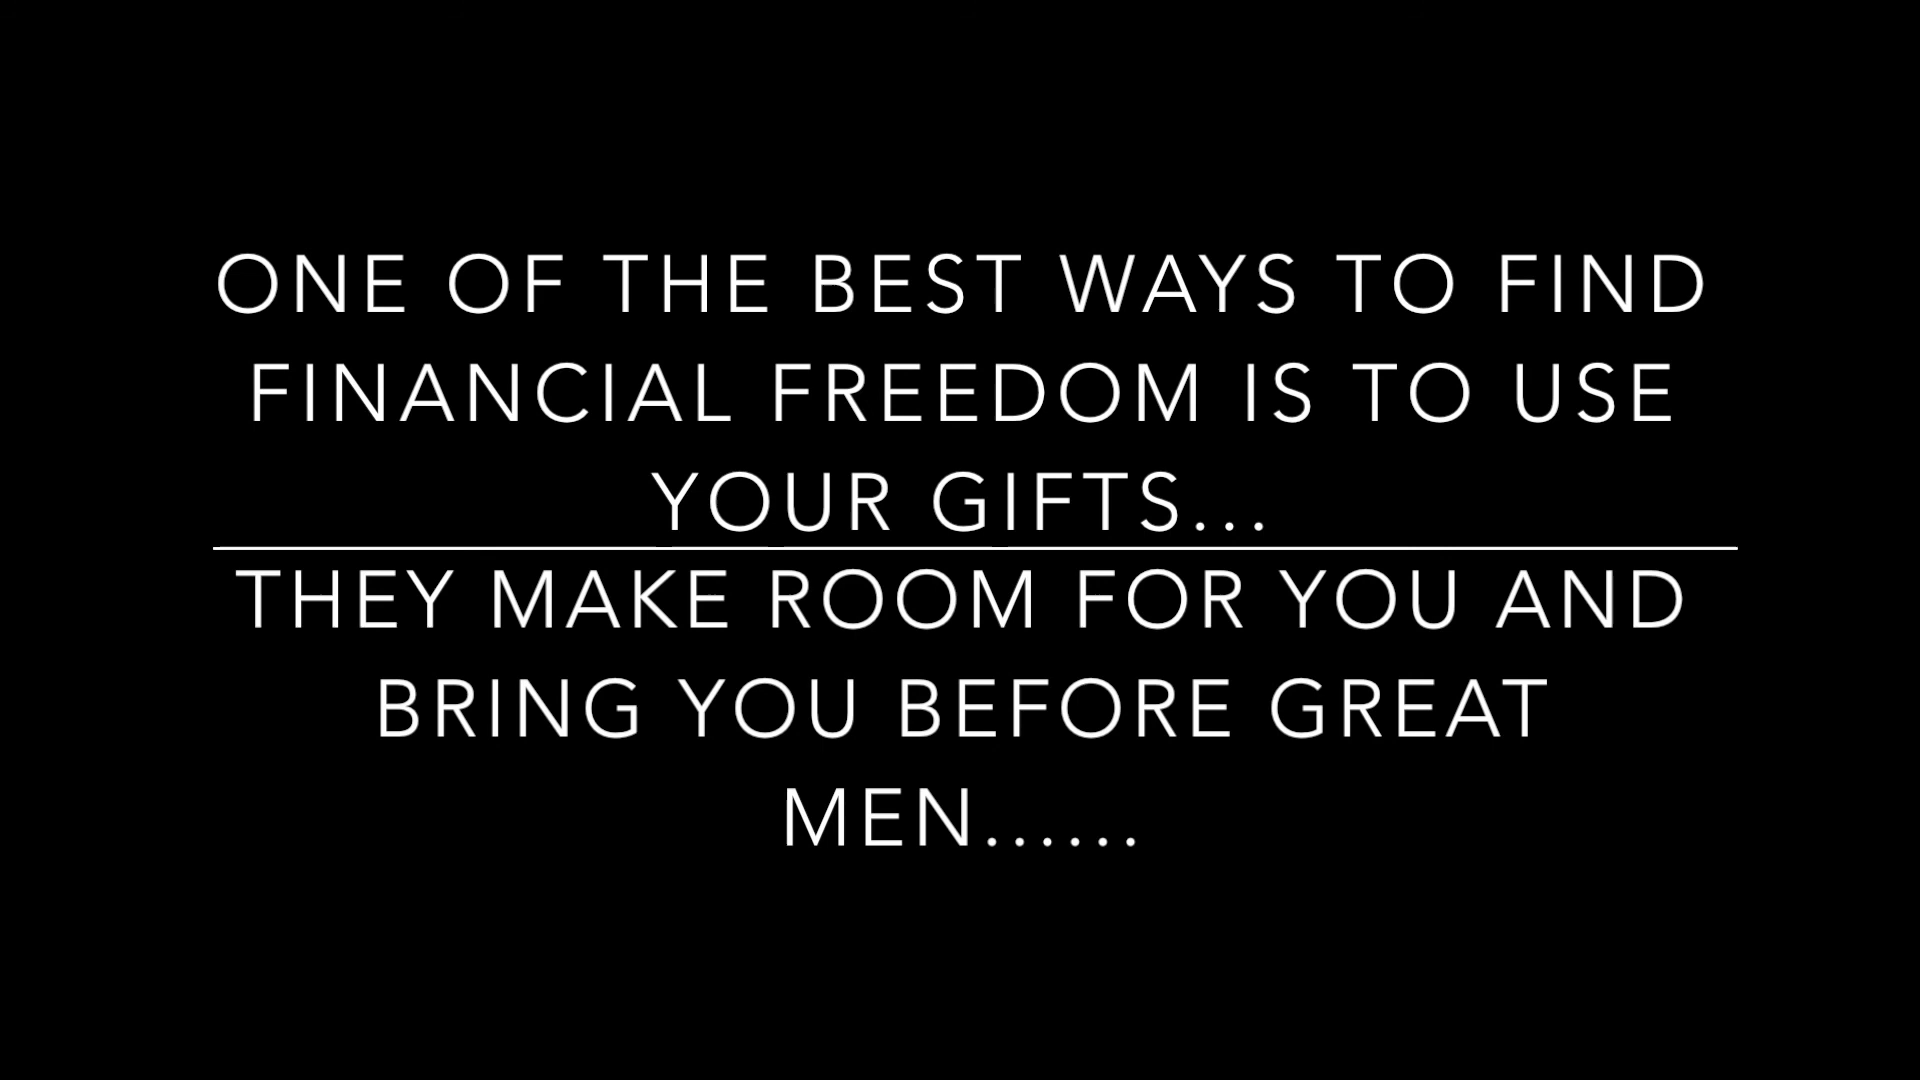 ONE OF THE BEST WAYS TO FIND
FINANCIAL FREEDOM IS TO USE
YOUR GIFTS...
THEY MAKE ROOM FOR YOU AND
BRING YOU BEFORE GREAT
MEN......